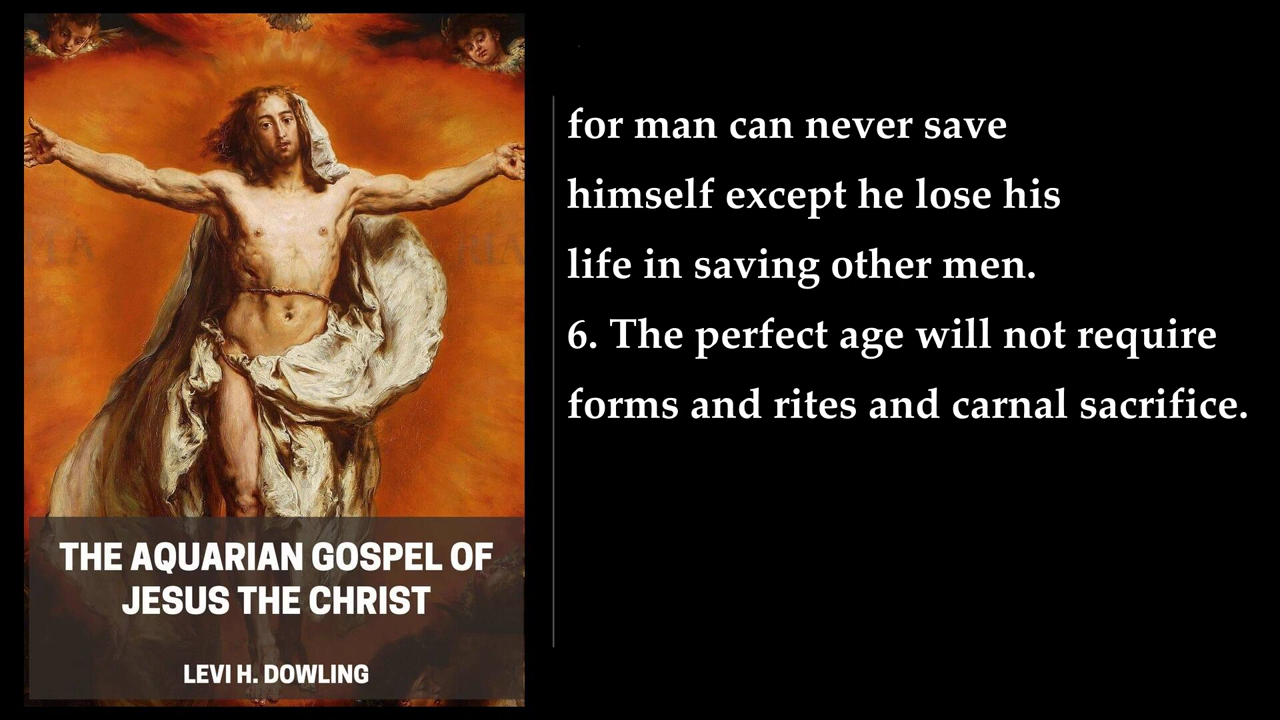 for man can never save
himself except he lose his
life in saving other men.
6. The perfect age will not require
forms and rites and carnal sacrifice.
THE AQUARIAN GOSPEL OF
JESUS THE CHRIST
LEVI H. DOWLING